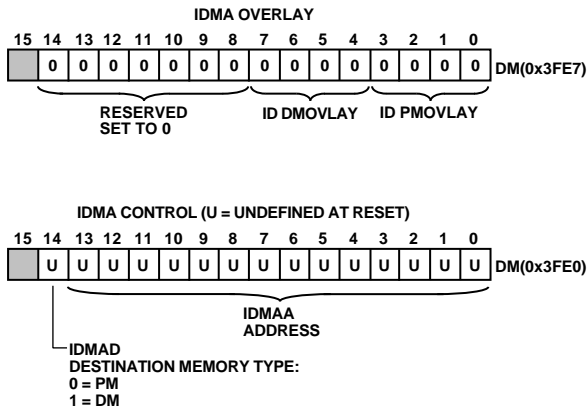 IDMA OVERLAY
15 14 13 12 11 10 9 8 7 6 5 4 3 2 1 0
0 0 0 0 0 0 0 0 0 0 0 0 0 0 0 DM(0x3FE7)
RESERVED ID DMOVLAY ID PMOVLAY
SET TO 0
IDMA CONTROL (U = UNDEFINED AT RESET)
15 14 13 12 11 10 9 8 7 6 5 4 3 2 1 0
U U U U U U U U U U U U U U U DM(0x3FE0)
IDMAA
ADDRESS
IDMAD
DESTINATION MEMORY TYPE:
0 = PM
1 = DM